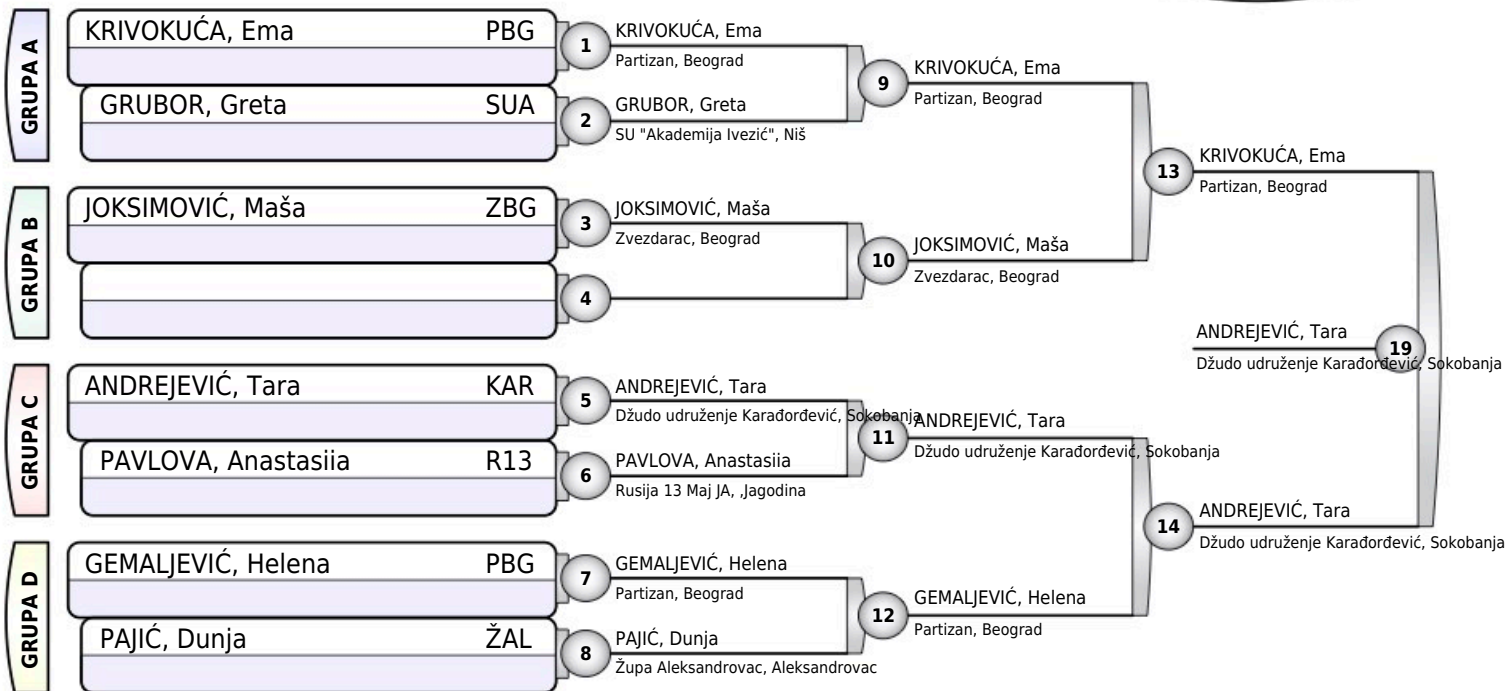 GRUPA A
KRIVOKUĆA, Ema PBG
GRUBOR, Greta SUA
1
KRIVOKUĆA, Ema
Partizan, Beograd
2
GRUBOR, Greta
SU "Akademija Ivezić", Niš
9
KRIVOKUĆA, Ema
Partizan, Beograd
GRUPA B
JOKSIMOVIĆ, Maša ZBG
3
JOKSIMOVIĆ, Maša
Zvezdarac, Beograd
4
10
JOKSIMOVIĆ, Maša
Zvezdarac, Beograd
13
KRIVOKUĆA, Ema
Partizan, Beograd
GRUPA C
ANDREJEVIĆ, Tara KAR
PAVLOVA, Anastasiia R13
5
ANDREJEVIĆ, Tara
Džudo udruženje Karađorđević, Sokobanja
6
PAVLOVA, Anastasiia
Rusija 13 Maj JA, ,Jagodina
11
ANDREJEVIĆ, Tara
Džudo udruženje Karađorđević, Sokobanja
GRUPA D
GEMALJEVIĆ, Helena PBG
PAJIĆ, Dunja ŽAL
7
GEMALJEVIĆ, Helena
Partizan, Beograd
8
PAJIĆ, Dunja
Župa Aleksandrovac, Aleksandrovac
12
GEMALJEVIĆ, Helena
Partizan, Beograd
14
ANDREJEVIĆ, Tara
Džudo udruženje Karađorđević, Sokobanja
ANDREJEVIĆ, Tara
19
Džudo udruženje Karađorđević, Sokobanja